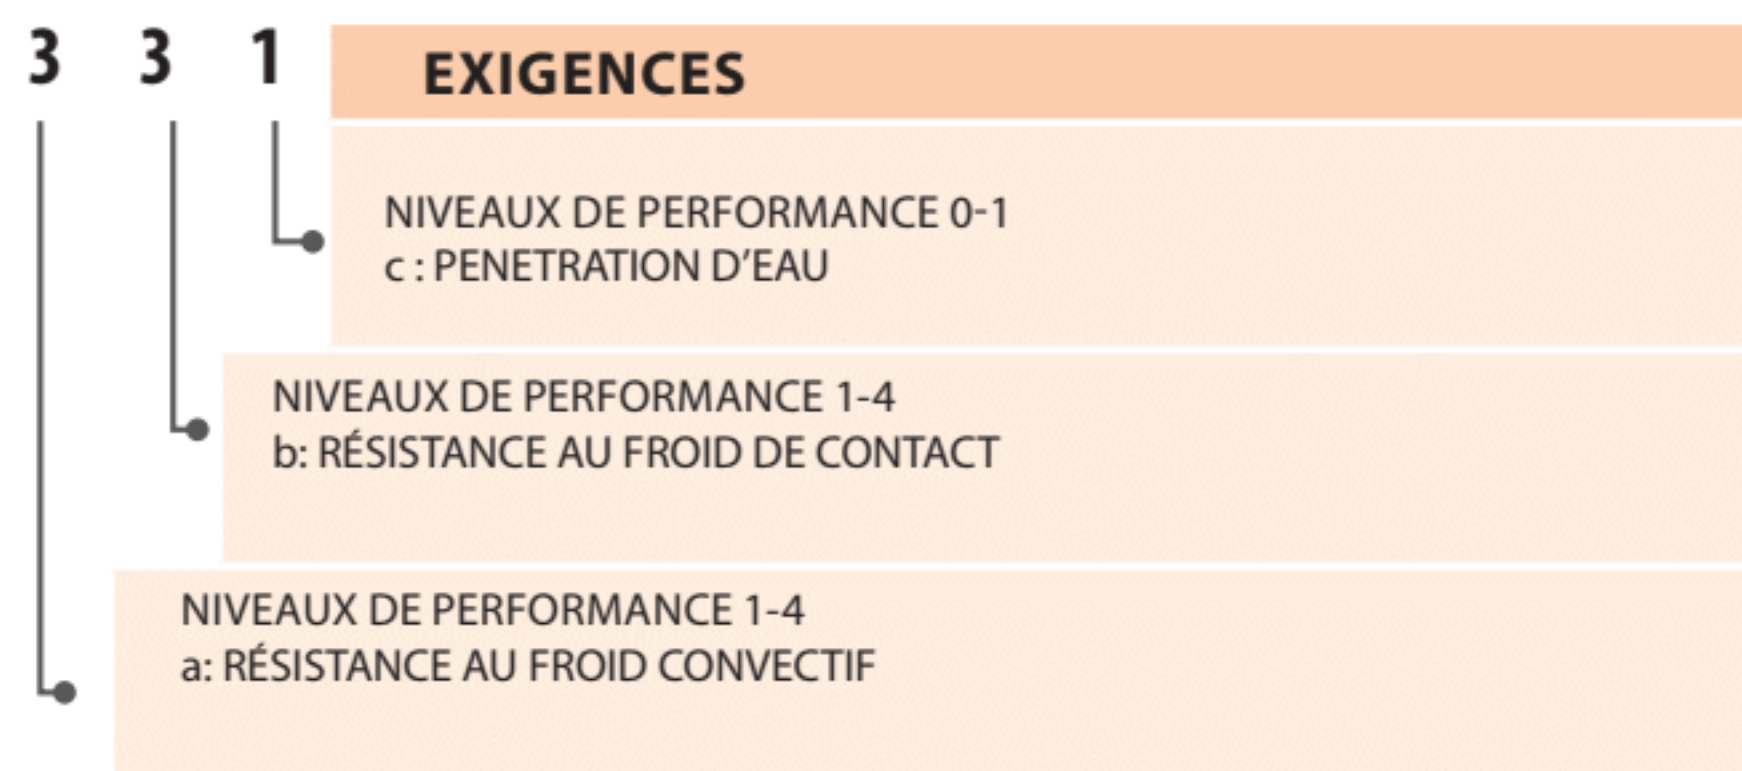 3 3 1 EXIGENCES
NIVEAUX DE PERFORMANCE 0-1
c : PENETRATION D'EAU
NIVEAUX DE PERFORMANCE 1-4
b: RÉSISTANCE AU FROID DE CONTACT
NIVEAUX DE PERFORMANCE 1-4
a: RÉSISTANCE AU FROID CONVECTIF